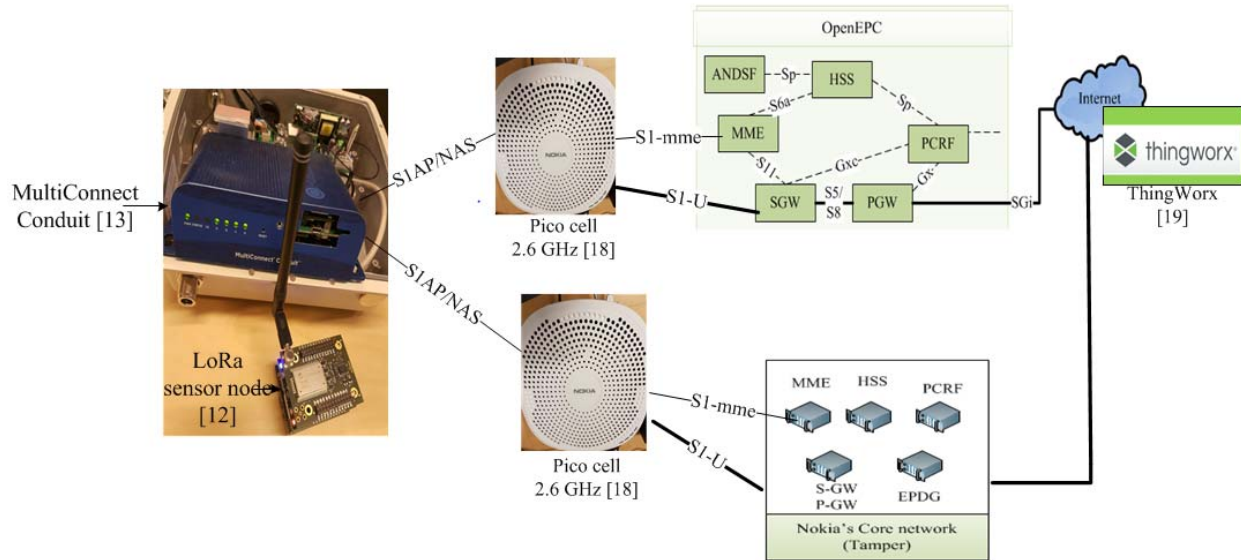 OpenEPC
ANDSF
Sp
HSS
S6a
Sp
MME
S11
Gxc
PCRF
Gx
SGW
S5/
S8
PGW
SGi
Internet
thingworx
ThingWorx
[19]
MultiConnect
Conduit [13]
MultiConnect Conduit
LoRa
sensor node
[12]
S1AP/NAS
S1AP/NAS
NOKIA
Pico cell
2.6 GHz [18]
S1-mme
S1-U
NOKIA
Pico cell
2.6 GHz [18]
S1-mme
S1-U
MME
HSS
PCRF
S-GW
P-GW
EPDG
Nokia's Core network
(Tamper)